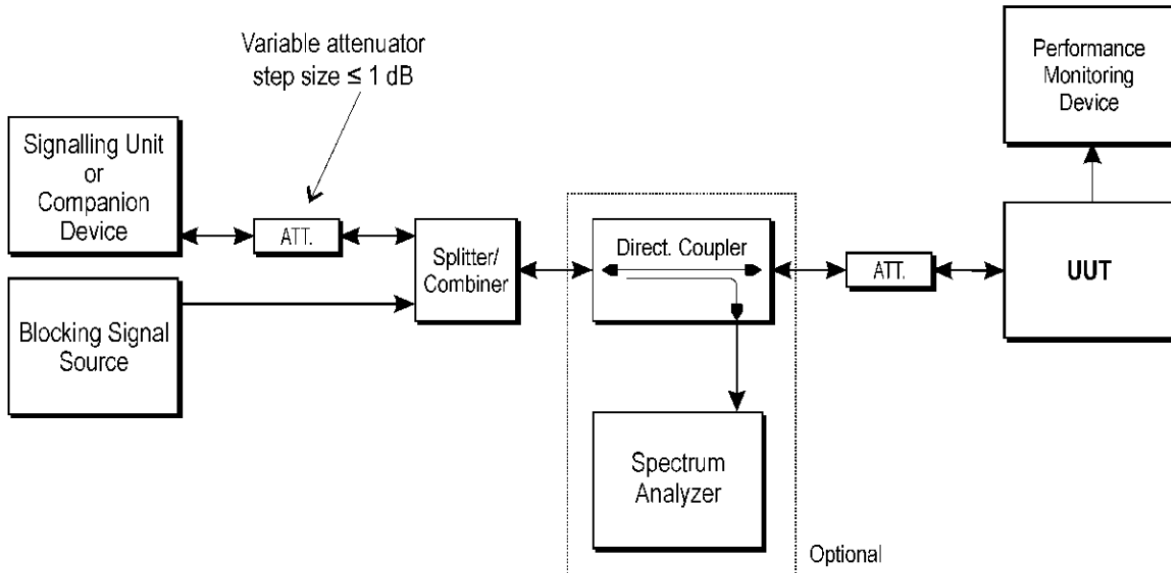 Variable attenuator
step size ≤ 1 dB
Performance
Monitoring
Device
Signalling Unit
or
Companion
Device
ATT.
Splitter/
Combiner
Direct. Coupler
ATT.
UUT
Blocking Signal
Source
Spectrum
Analyzer
Optional